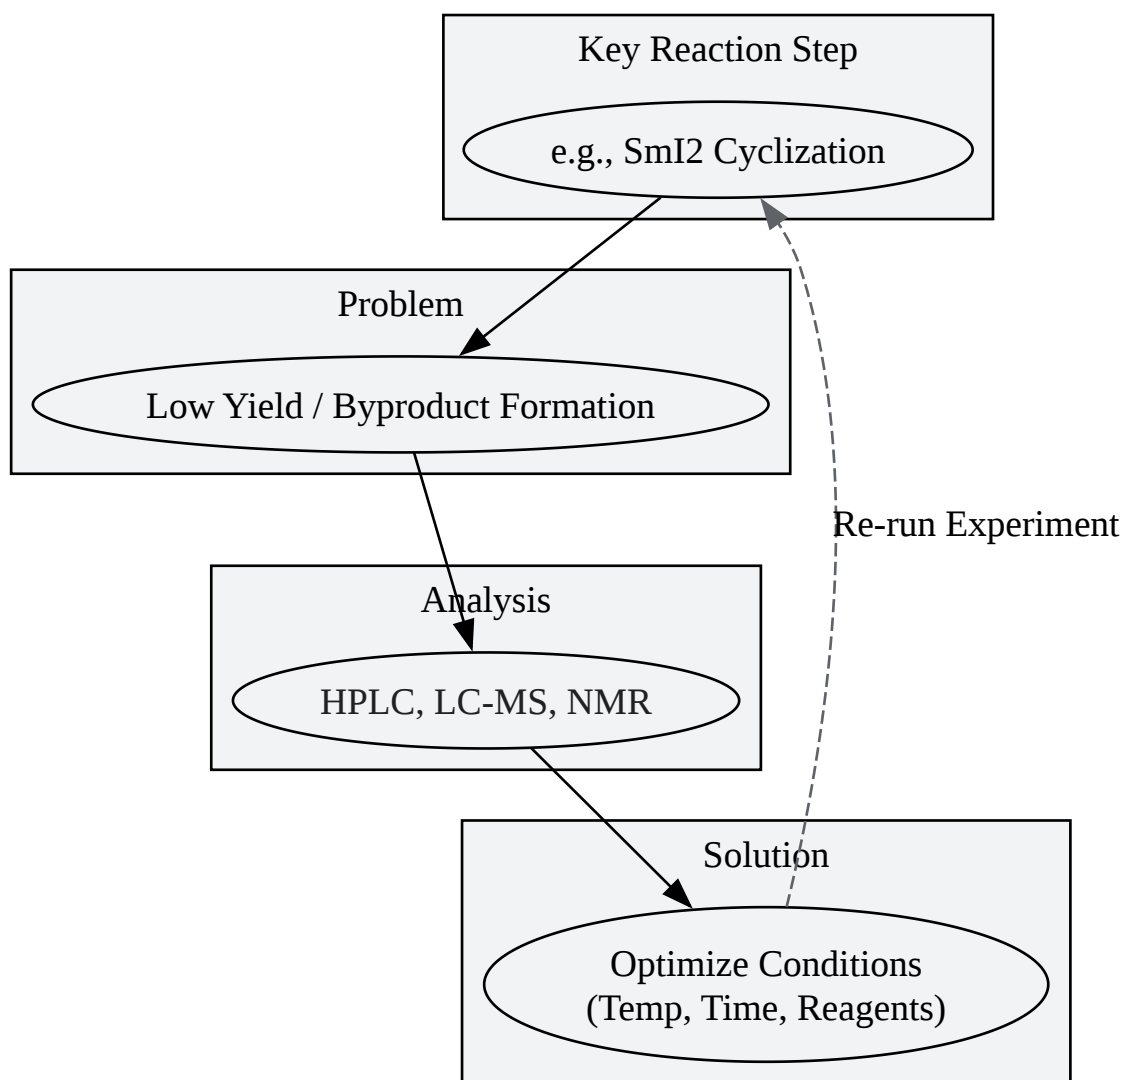 Key Reaction Step
e.g., SmI2 Cyclization
Problem
Low Yield / Byproduct Formation
Re-run Experiment
Analysis
HPLC, LC-MS, NMR
Solution
Optimize Conditions
(Temp, Time, Reagents)